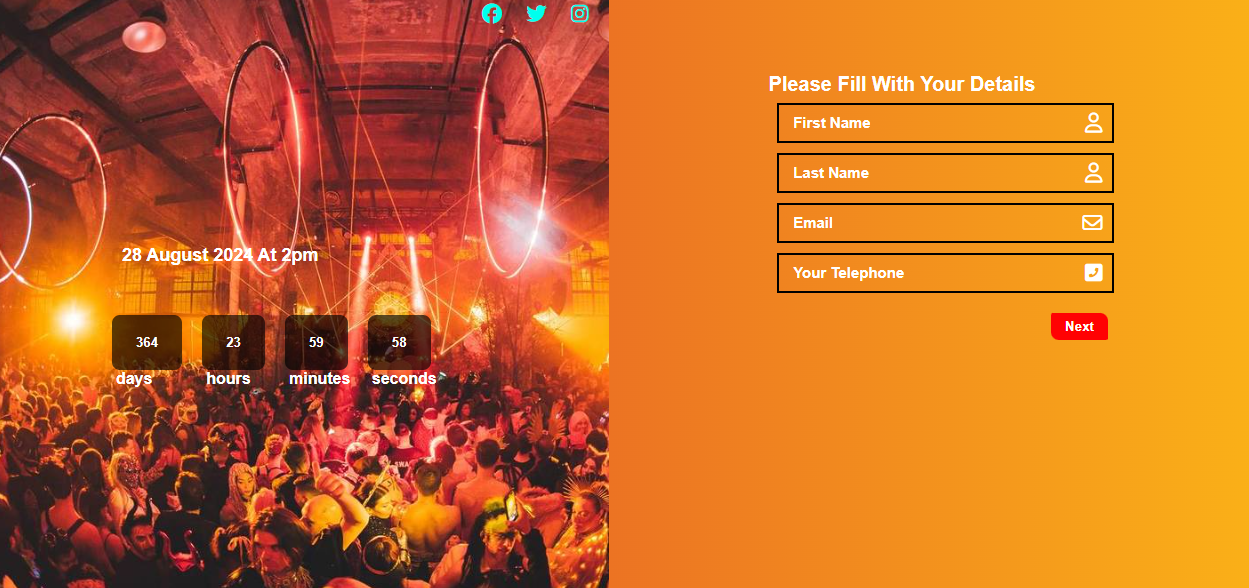 28 August 2024 At 2pm
364 23 59 58
days hours minutes seconds
Please Fill With Your Details
First Name
Last Name
Email
Your Telephone
Next